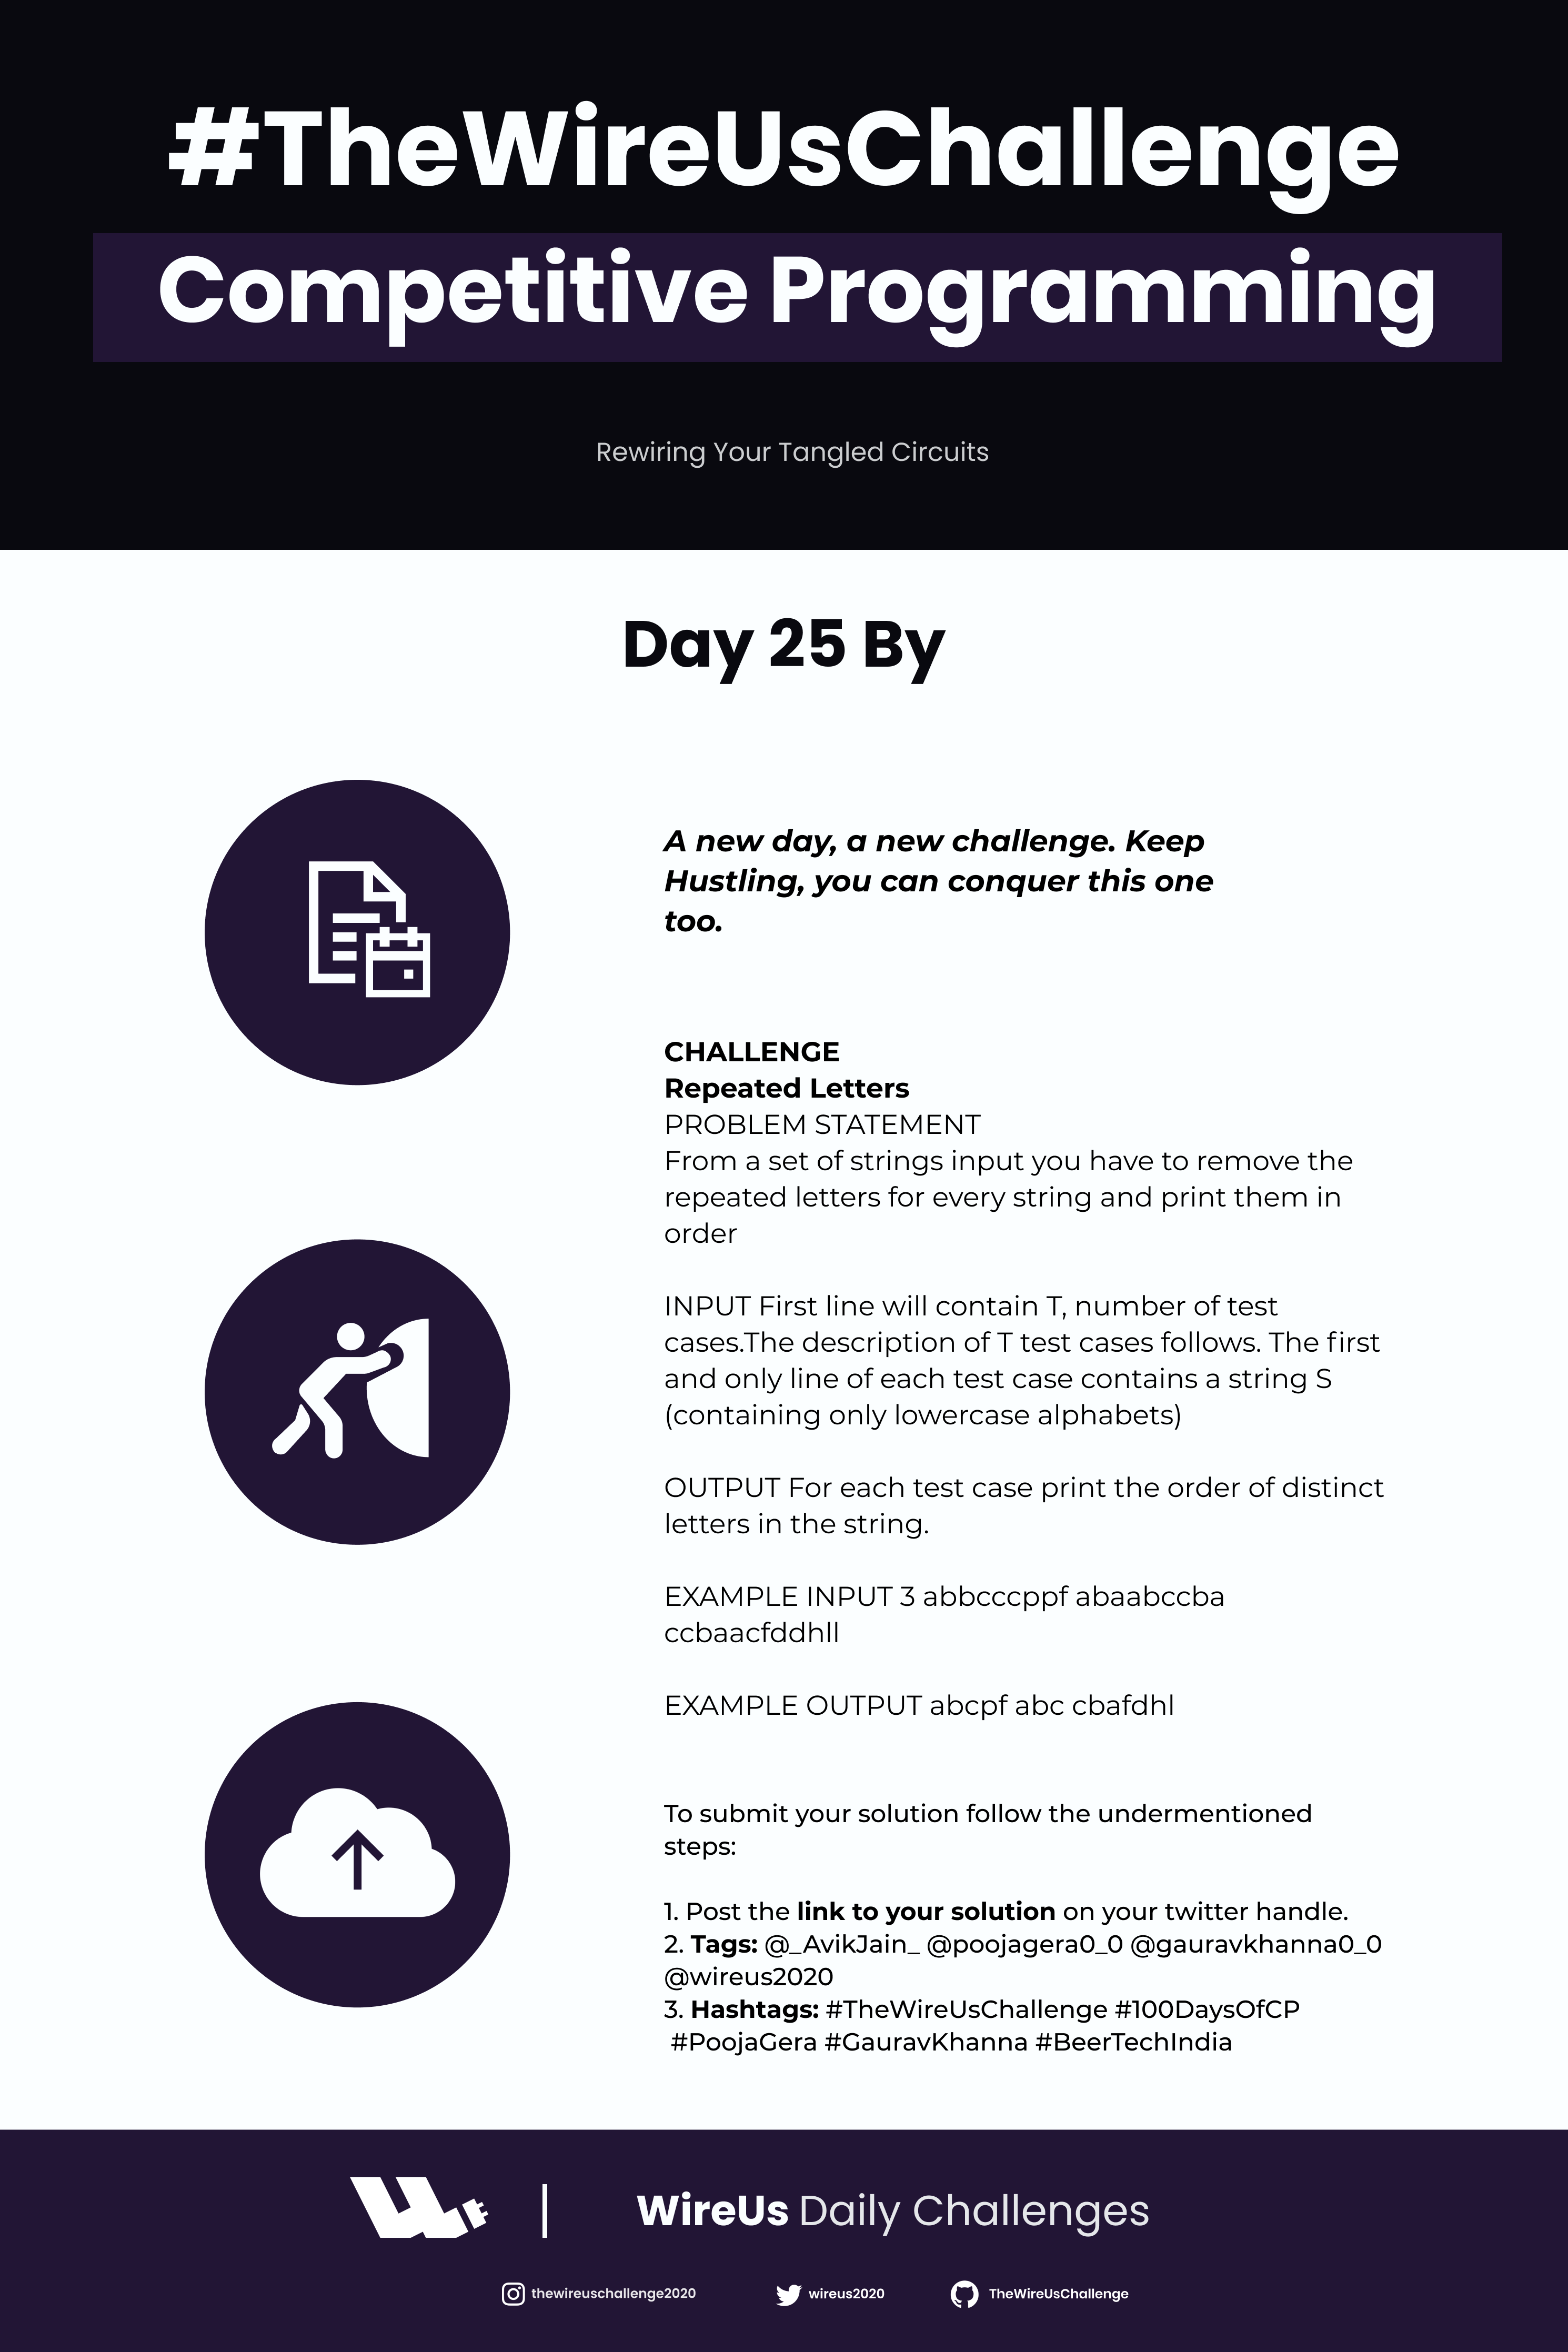 #TheWireUsChallenge
Competitive Programming
Rewiring Your Tangled Circuits
Day 25 By
A new day, a new challenge. Keep
Hustling, you can conquer this one
too.
CHALLENGE
Repeated Letters
PROBLEM STATEMENT
From a set of strings input you have to remove the
repeated letters for every string and print them in
order
INPUT First line will contain T, number of test
cases.The description of T test cases follows. The first
and only line of each test case contains a string S
(containing only lowercase alphabets)
OUTPUT For each test case print the order of distinct
letters in the string.
EXAMPLE INPUT 3 abbcccppf abaabccba
ccbaacfddhll
EXAMPLE OUTPUT abcpf abc cbafdhl
To submit your solution follow the undermentioned
steps:
1. Post the link to your solution on your twitter handle.
2. Tags: @_AvikJain_ @poojagera0_0 @gauravkhanna0_0
@wireus2020
3. Hashtags: #TheWireUsChallenge #100DaysOfCP
#PoojaGera #GauravKhanna #BeerTechIndia
WireUs Daily Challenges
thewireuschallenge2020 wireus2020 TheWireUsChallenge